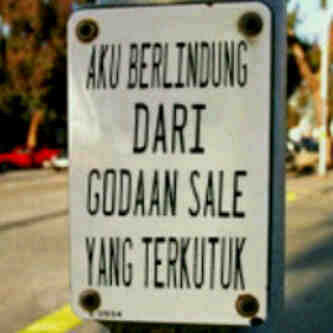 AKU BERLINDUNG
DARI
GODAAN SALE
YANG TERKUTUK